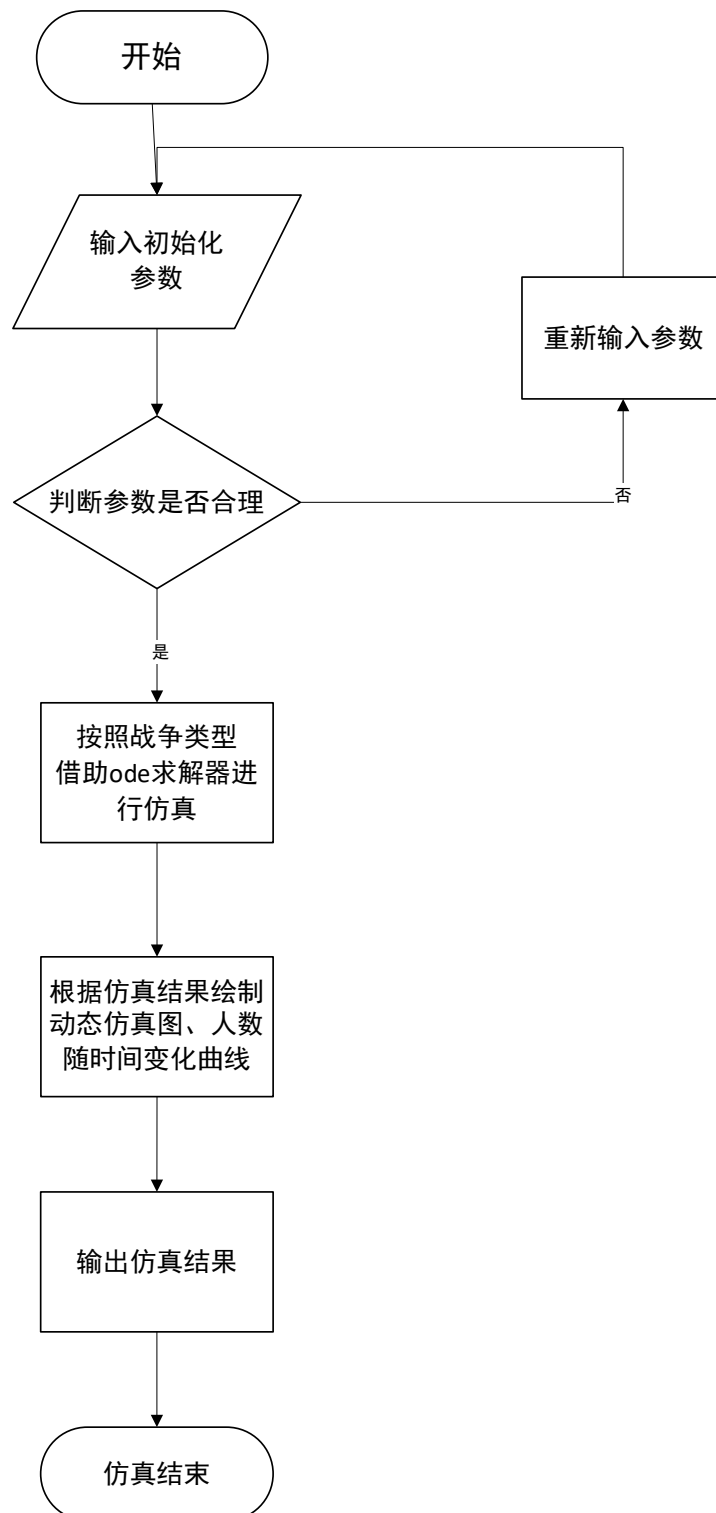 开始
输入初始化
参数
重新输入参数
判断参数是否合理
否
是
按照战争类型
借助ode求解器进
行仿真
根据仿真结果绘制
动态仿真图、人数
随时间变化曲线
输出仿真结果
仿真结束